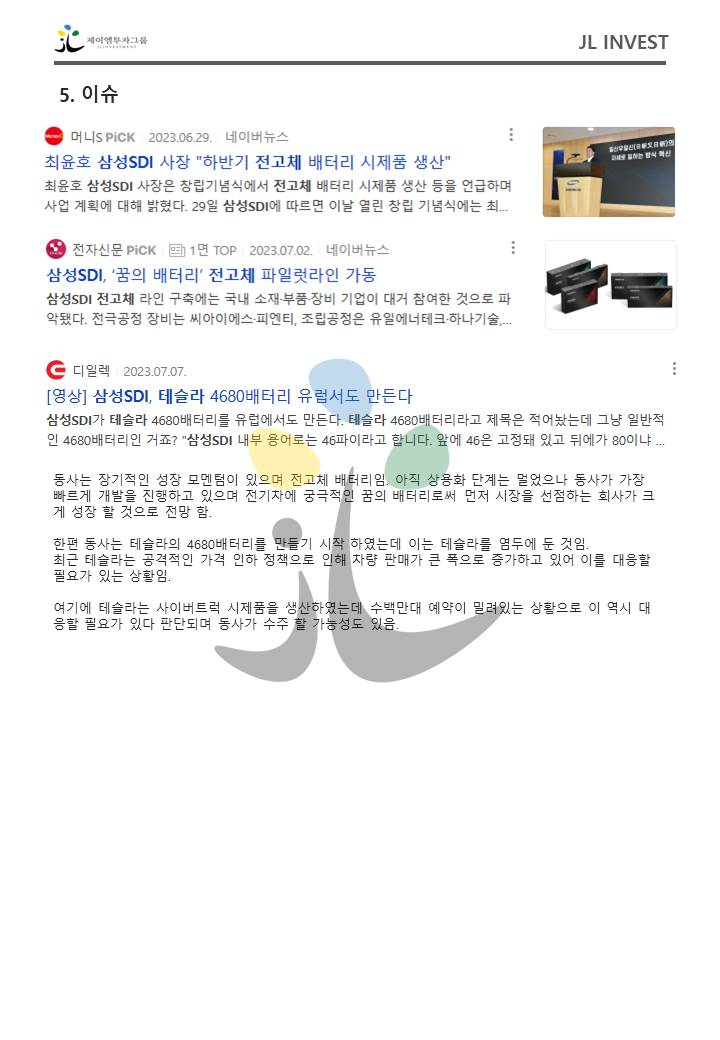 제이엘투자그룹
JL INVESTMENT
JL INVEST
5. 이슈
머니S PiCK 2023.06.29. 네이버뉴스
최윤호 삼성SDI 사장 "하반기 전고체 배터리 시제품 생산"
최윤호 삼성SDI 사장은 창립기념식에서 전고체 배터리 시제품 생산 등을 언급하며
사업 계획에 대해 밝혔다. 29일 삼성SDI에 따르면 이날 열린 창립 기념식에는 최...
전자신문 PiCK 1면 TOP 2023.07.02. 네이버뉴스
삼성SDI, ‘꿈의 배터리’ 전고체 파일럿라인 가동
삼성SDI 전고체 라인 구축에는 국내 소재·부품·장비 기업이 대거 참여한 것으로 파
악됐다. 전극공정 장비는 씨아이에스·피엔티, 조립공정은 유일에너테크·하나기술,...
디일렉 2023.07.07.
[영상] 삼성SDI, 테슬라 4680배터리 유럽서도 만든다
삼성SDI가 테슬라 4680배터리를 유럽에서도 만든다. 테슬라 4680배터리라고 제목은 적어놨는데 그냥 일반적
인 4680배터리인 거죠? "삼성SDI 내부 용어로는 46파이라고 합니다. 앞에 46은 고정돼 있고 뒤에가 80이냐 ...
동사는 장기적인 성장 모멘텀이 있으며 전고체 배터리임. 아직 상용화 단계는 멀었으나 동사가 가장
빠르게 개발을 진행하고 있으며 전기차에 궁극적인 꿈의 배터리로써 먼저 시장을 선점하는 회사가 크
게 성장 할 것으로 전망 함.
한편 동사는 테슬라의 4680배터리를 만들기 시작 하였는데 이는 테슬라를 염두에 둔 것임.
최근 테슬라는 공격적인 가격 인하 정책으로 인해 차량 판매가 큰 폭으로 증가하고 있어 이를 대응할
필요가 있는 상황임.
여기에 테슬라는 사이버트럭 시제품을 생산하였는데 수백만대 예약이 밀려있는 상황으로 이 역시 대
응할 필요가 있다 판단되며 동사가 수주 할 가능성도 있음.